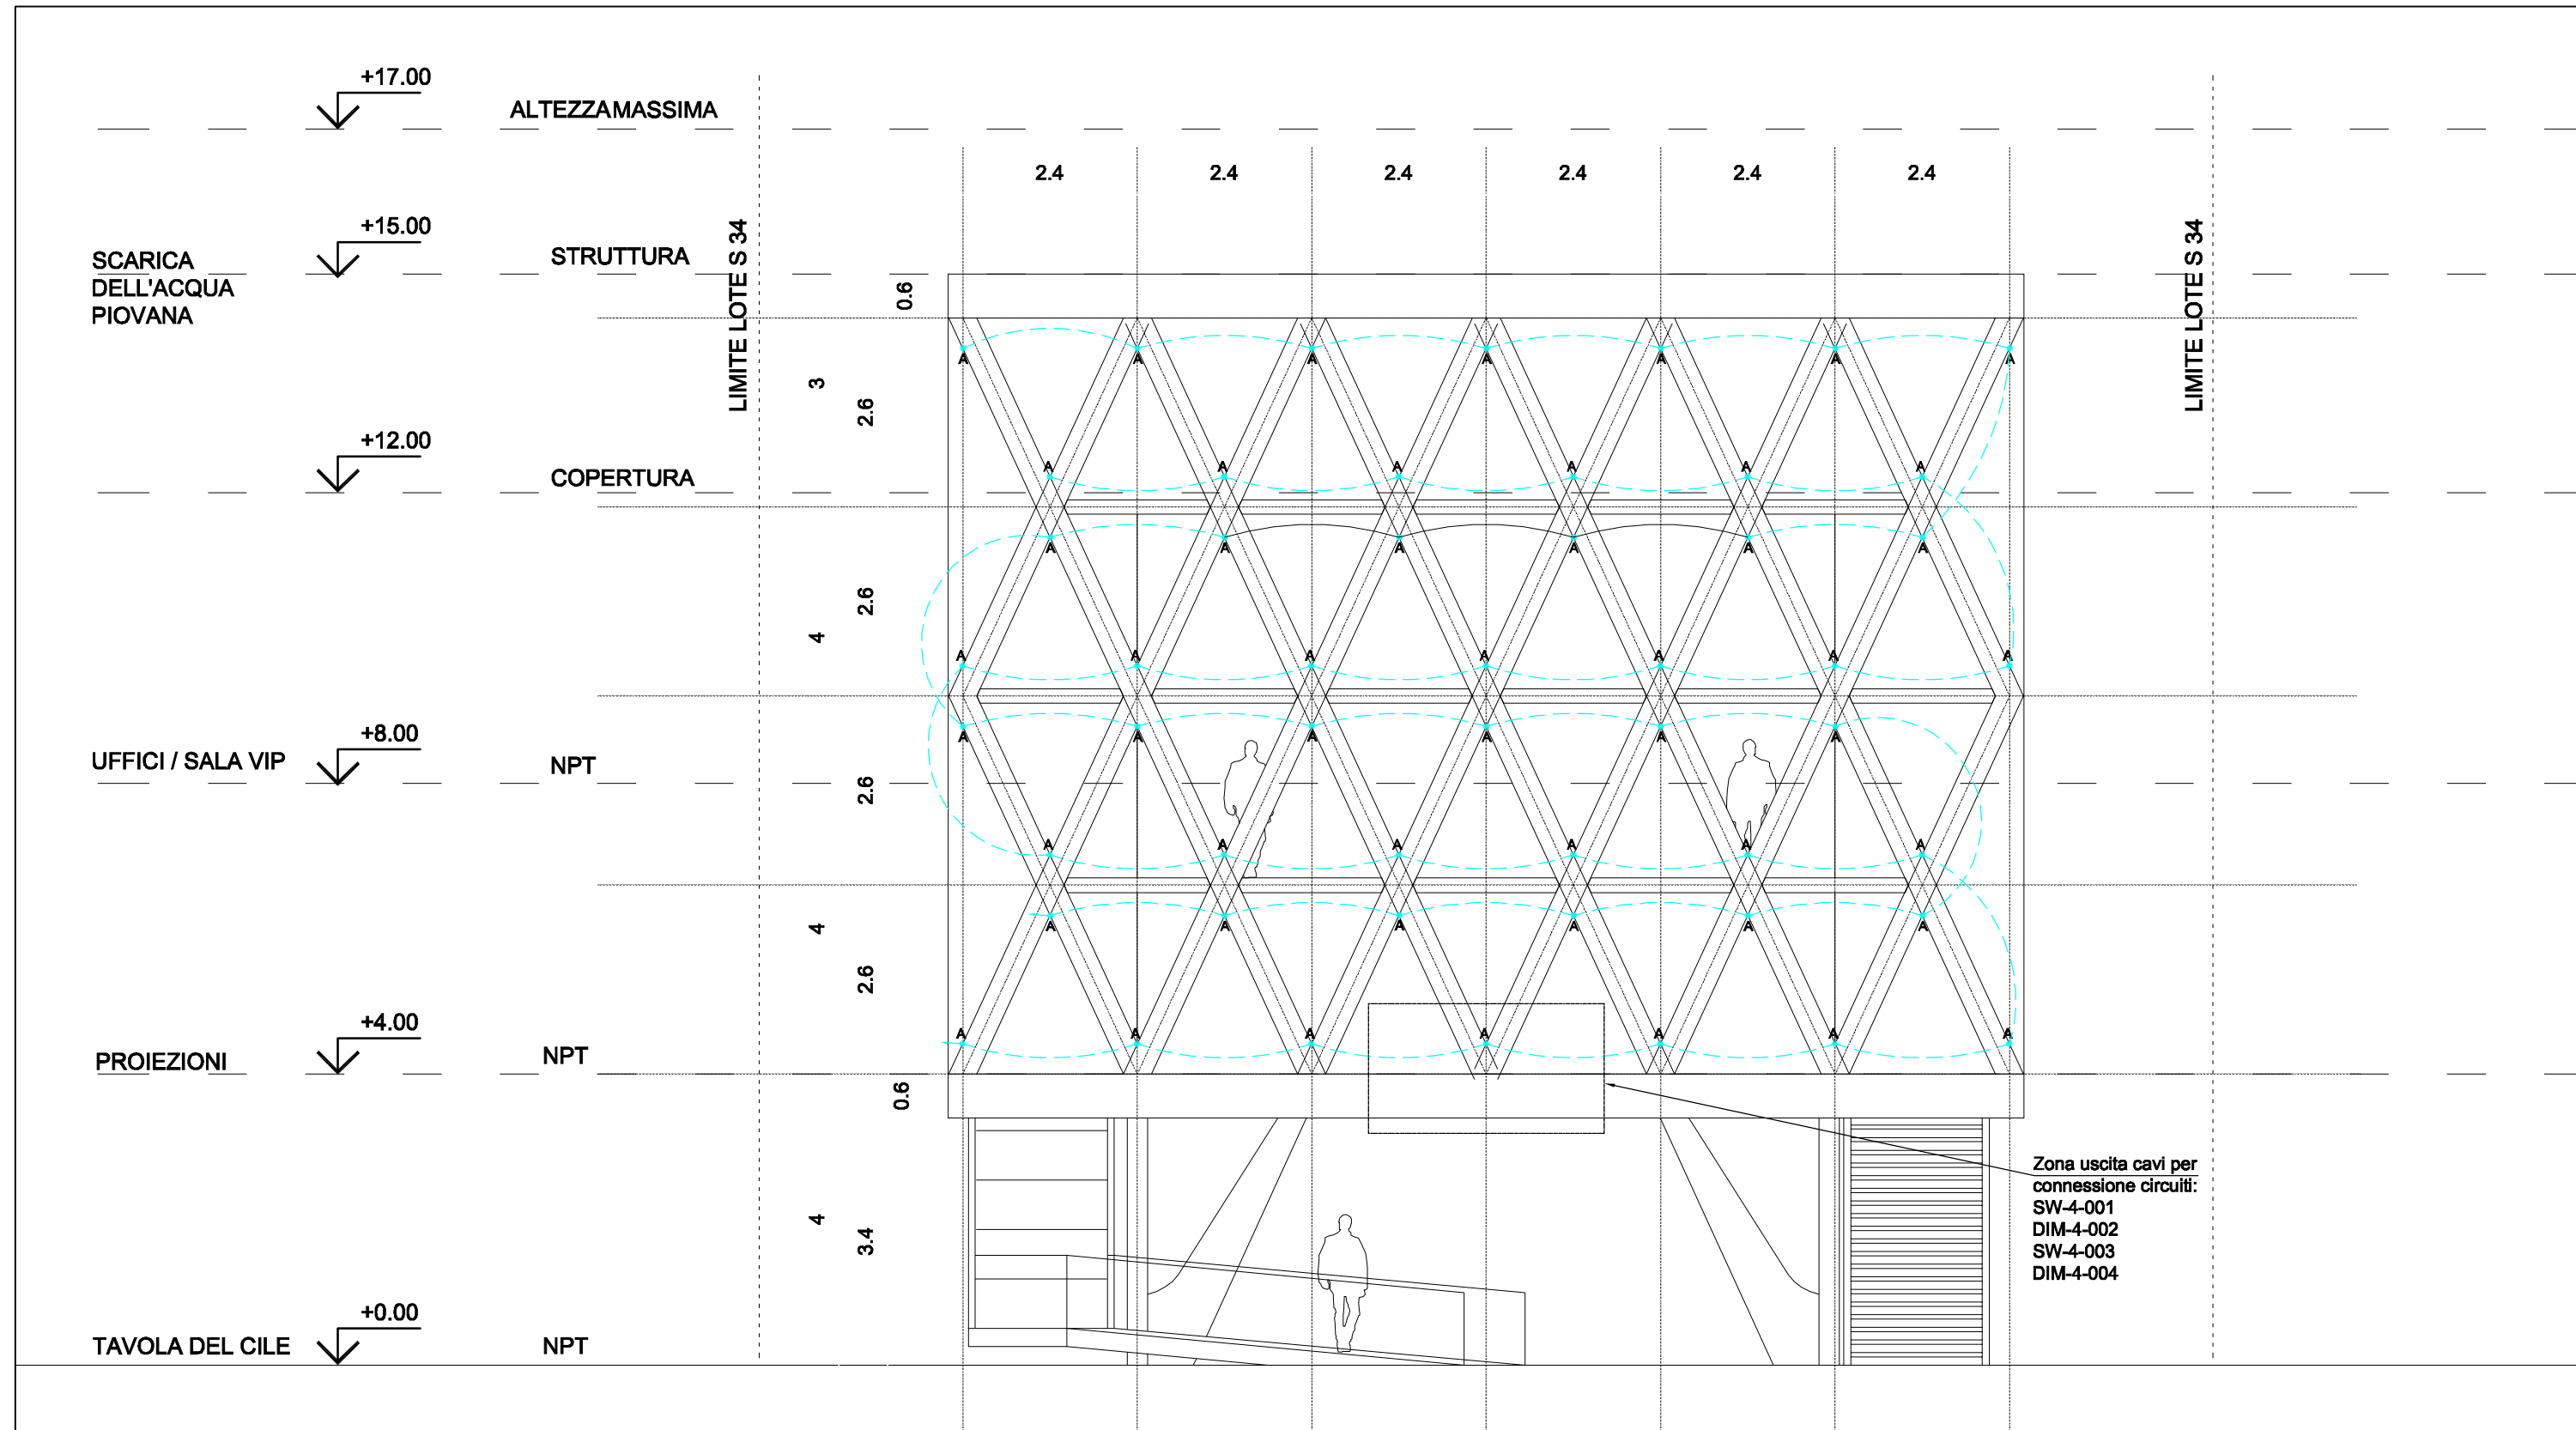 +17.00
ALTEZZA MASSIMA
2.4 2.4 2.4 2.4 2.4 2.4
+15.00
STRUTTURA
SCARICA
DELL'ACQUA
PIOVANA
LIMITE LOTE S 34
LIMITE LOTE S 34
0.6
A A A A A A A
3
2.6
+12.00
COPERTURA
A A A A A A
A A A A A A
2.6
4
A A A A A A A
+8.00
UFFICI / SALA VIP
NPT
A A A A A A
2.6
A A A A A A
4
A A A A A A
2.6
+4.00
PROIEZIONI
NPT
A A A A A A A
0.6
Zona uscita cavi per
connessione circuiti:
SW-4-001
DIM-4-002
SW-4-003
DIM-4-004
4
3.4
+0.00
TAVOLA DEL CILE
NPT